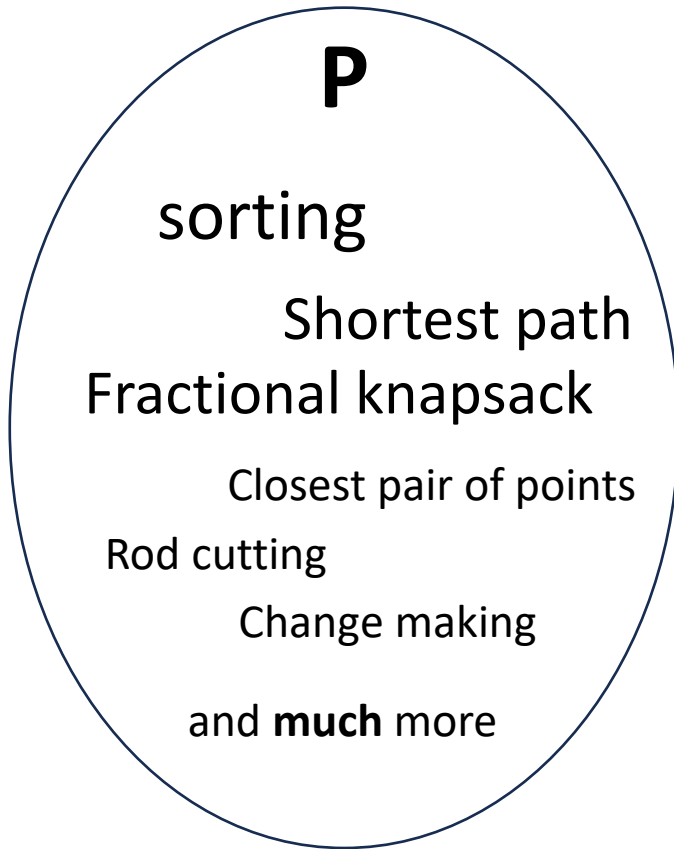 P
sorting
Shortest path
Fractional knapsack
Closest pair of points
Rod cutting
Change making
and much more